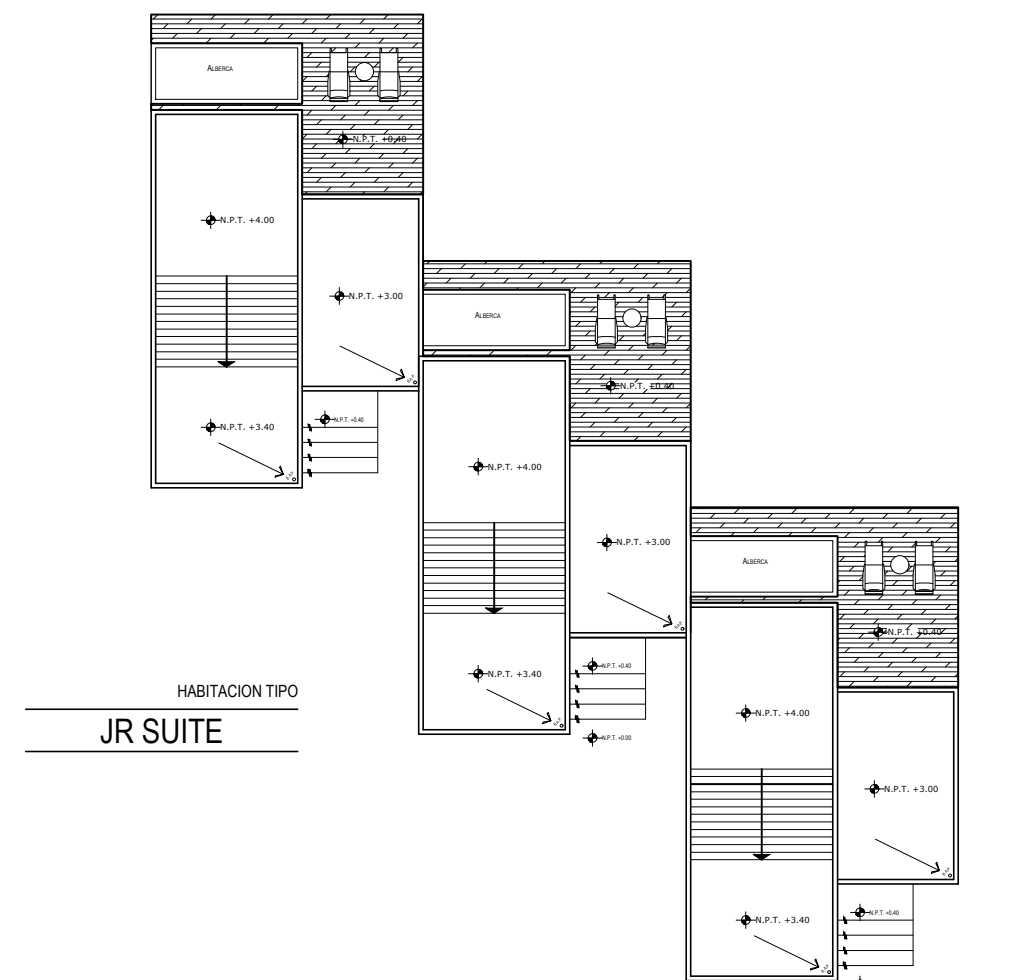 ALBERCA
N.P.T. +0.40
N.P.T. +4.00
N.P.T. +3.00
B.A.P.
N.P.T. +0.40
N.P.T. +3.40
B.A.P.
ALBERCA
N.P.T. +0.40
N.P.T. +4.00
N.P.T. +3.00
B.A.P.
N.P.T. +0.40
N.P.T. +3.40
B.A.P.
N.P.T. +0.00
ALBERCA
N.P.T. +0.40
N.P.T. +4.00
N.P.T. +3.00
B.A.P.
N.P.T. +0.40
N.P.T. +3.40
B.A.P.
HABITACION TIPO
JR SUITE